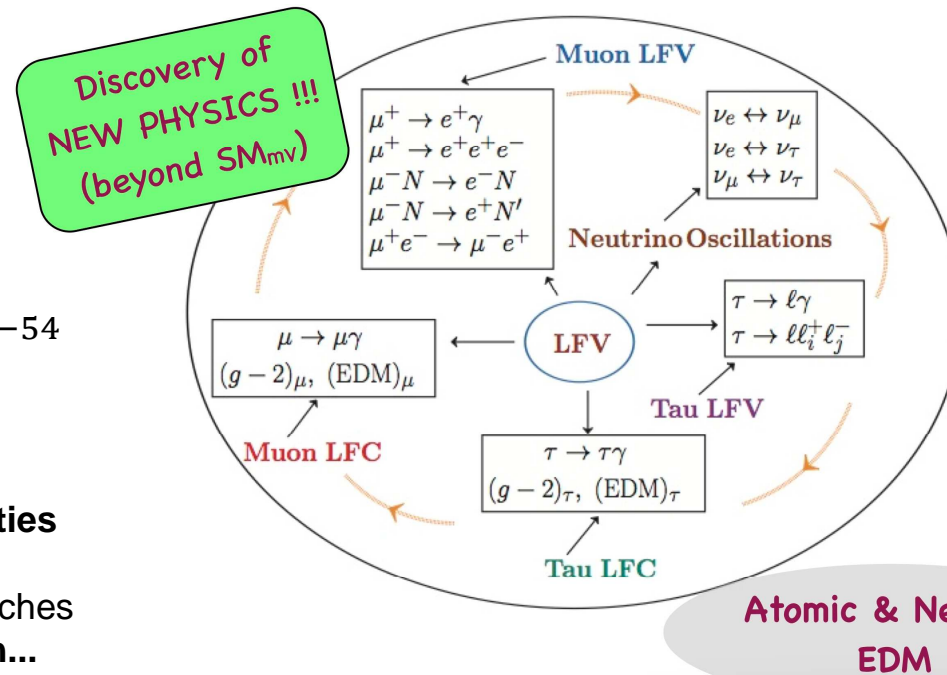 Discovery of
NEW PHYSICS !!!
(beyond SMmν)
Muon LFV
μ⁺ → e⁺γ
μ⁺ → e⁺e⁺e⁻
μ⁻N → e⁻N
μ⁻N → e⁺N′
μ⁺e⁻ → μ⁻e⁺
νe ↔ νμ
νe ↔ ντ
νμ ↔ ντ
Neutrino Oscillations
−54
μ → μγ
(g − 2)μ, (EDM)μ
LFV
τ → ℓγ
τ → ℓℓᵢ⁺ℓⱼ⁻
Tau LFV
Muon LFC
τ → τγ
(g − 2)τ, (EDM)τ
ties
Tau LFC
ches
Atomic & Ne
n...
EDM